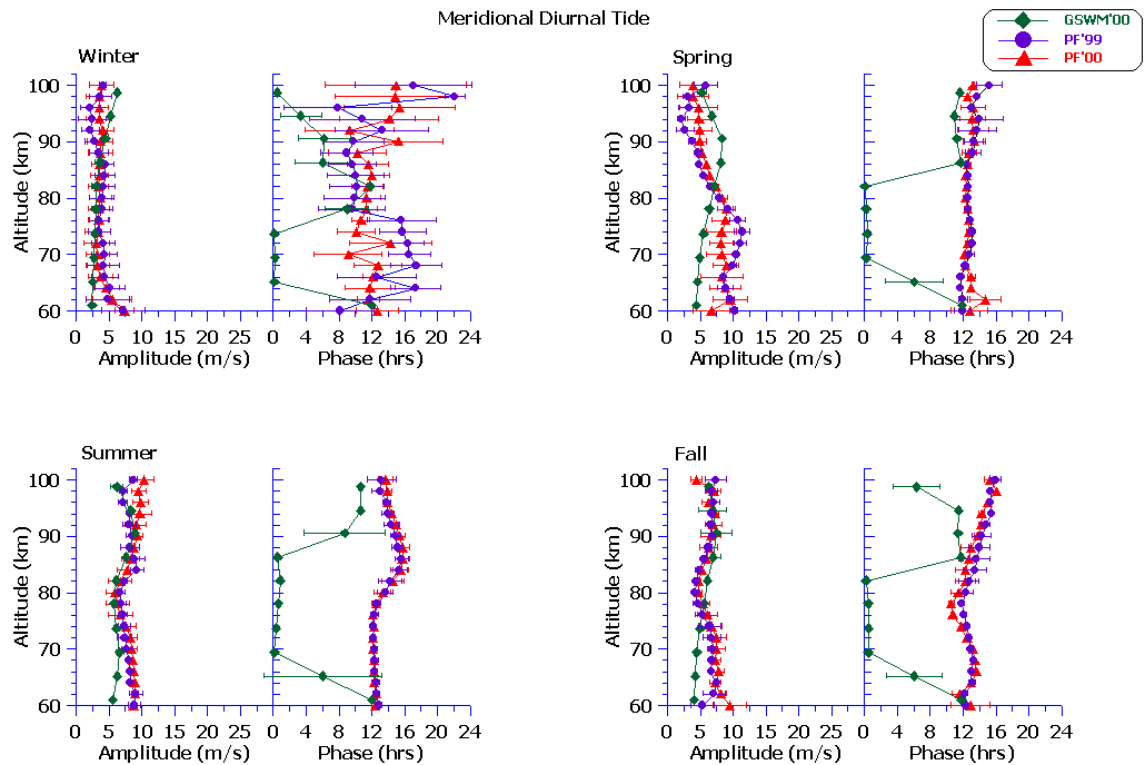 Meridional Diurnal Tide
GSWM'00
PF'99
PF'00
Winter
Altitude (km)
100
90
80
70
60
0 5 10 15 20 25
Amplitude (m/s)
0 4 8 12 16 20 24
Phase (hrs)
Spring
Altitude (km)
100
90
80
70
60
0 5 10 15 20 25
Amplitude (m/s)
0 4 8 12 16 20 24
Phase (hrs)
Summer
Altitude (km)
100
90
80
70
60
0 5 10 15 20 25
Amplitude (m/s)
0 4 8 12 16 20 24
Phase (hrs)
Fall
Altitude (km)
100
90
80
70
60
0 5 10 15 20 25
Amplitude (m/s)
0 4 8 12 16 20 24
Phase (hrs)